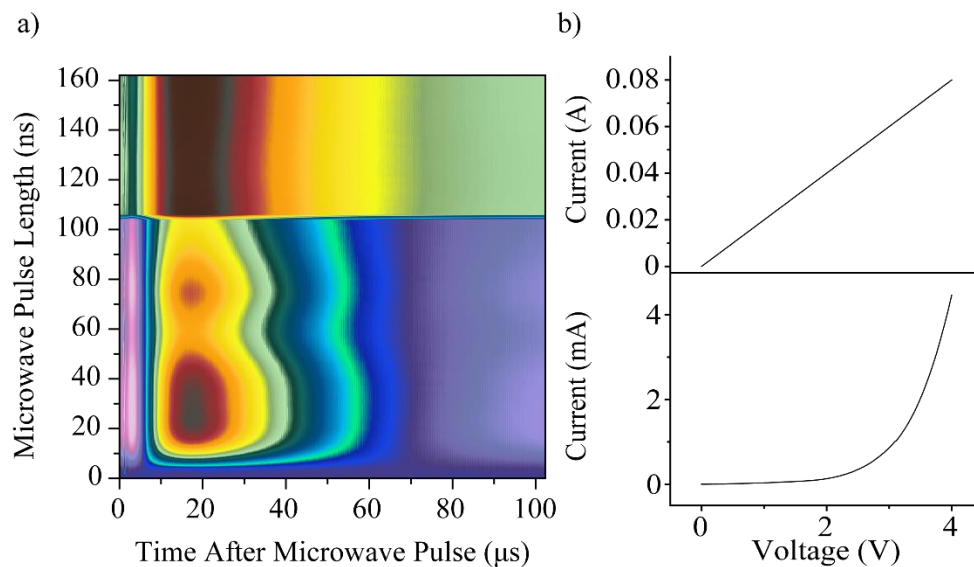 a)
b)
Microwave Pulse Length (ns)
160
140
120
100
80
60
40
20
0
0 20 40 60 80 100
Time After Microwave Pulse (μs)
Current (A)
0.08
0.06
0.04
0.02
0
Current (mA)
4
2
0
0 2 4
Voltage (V)